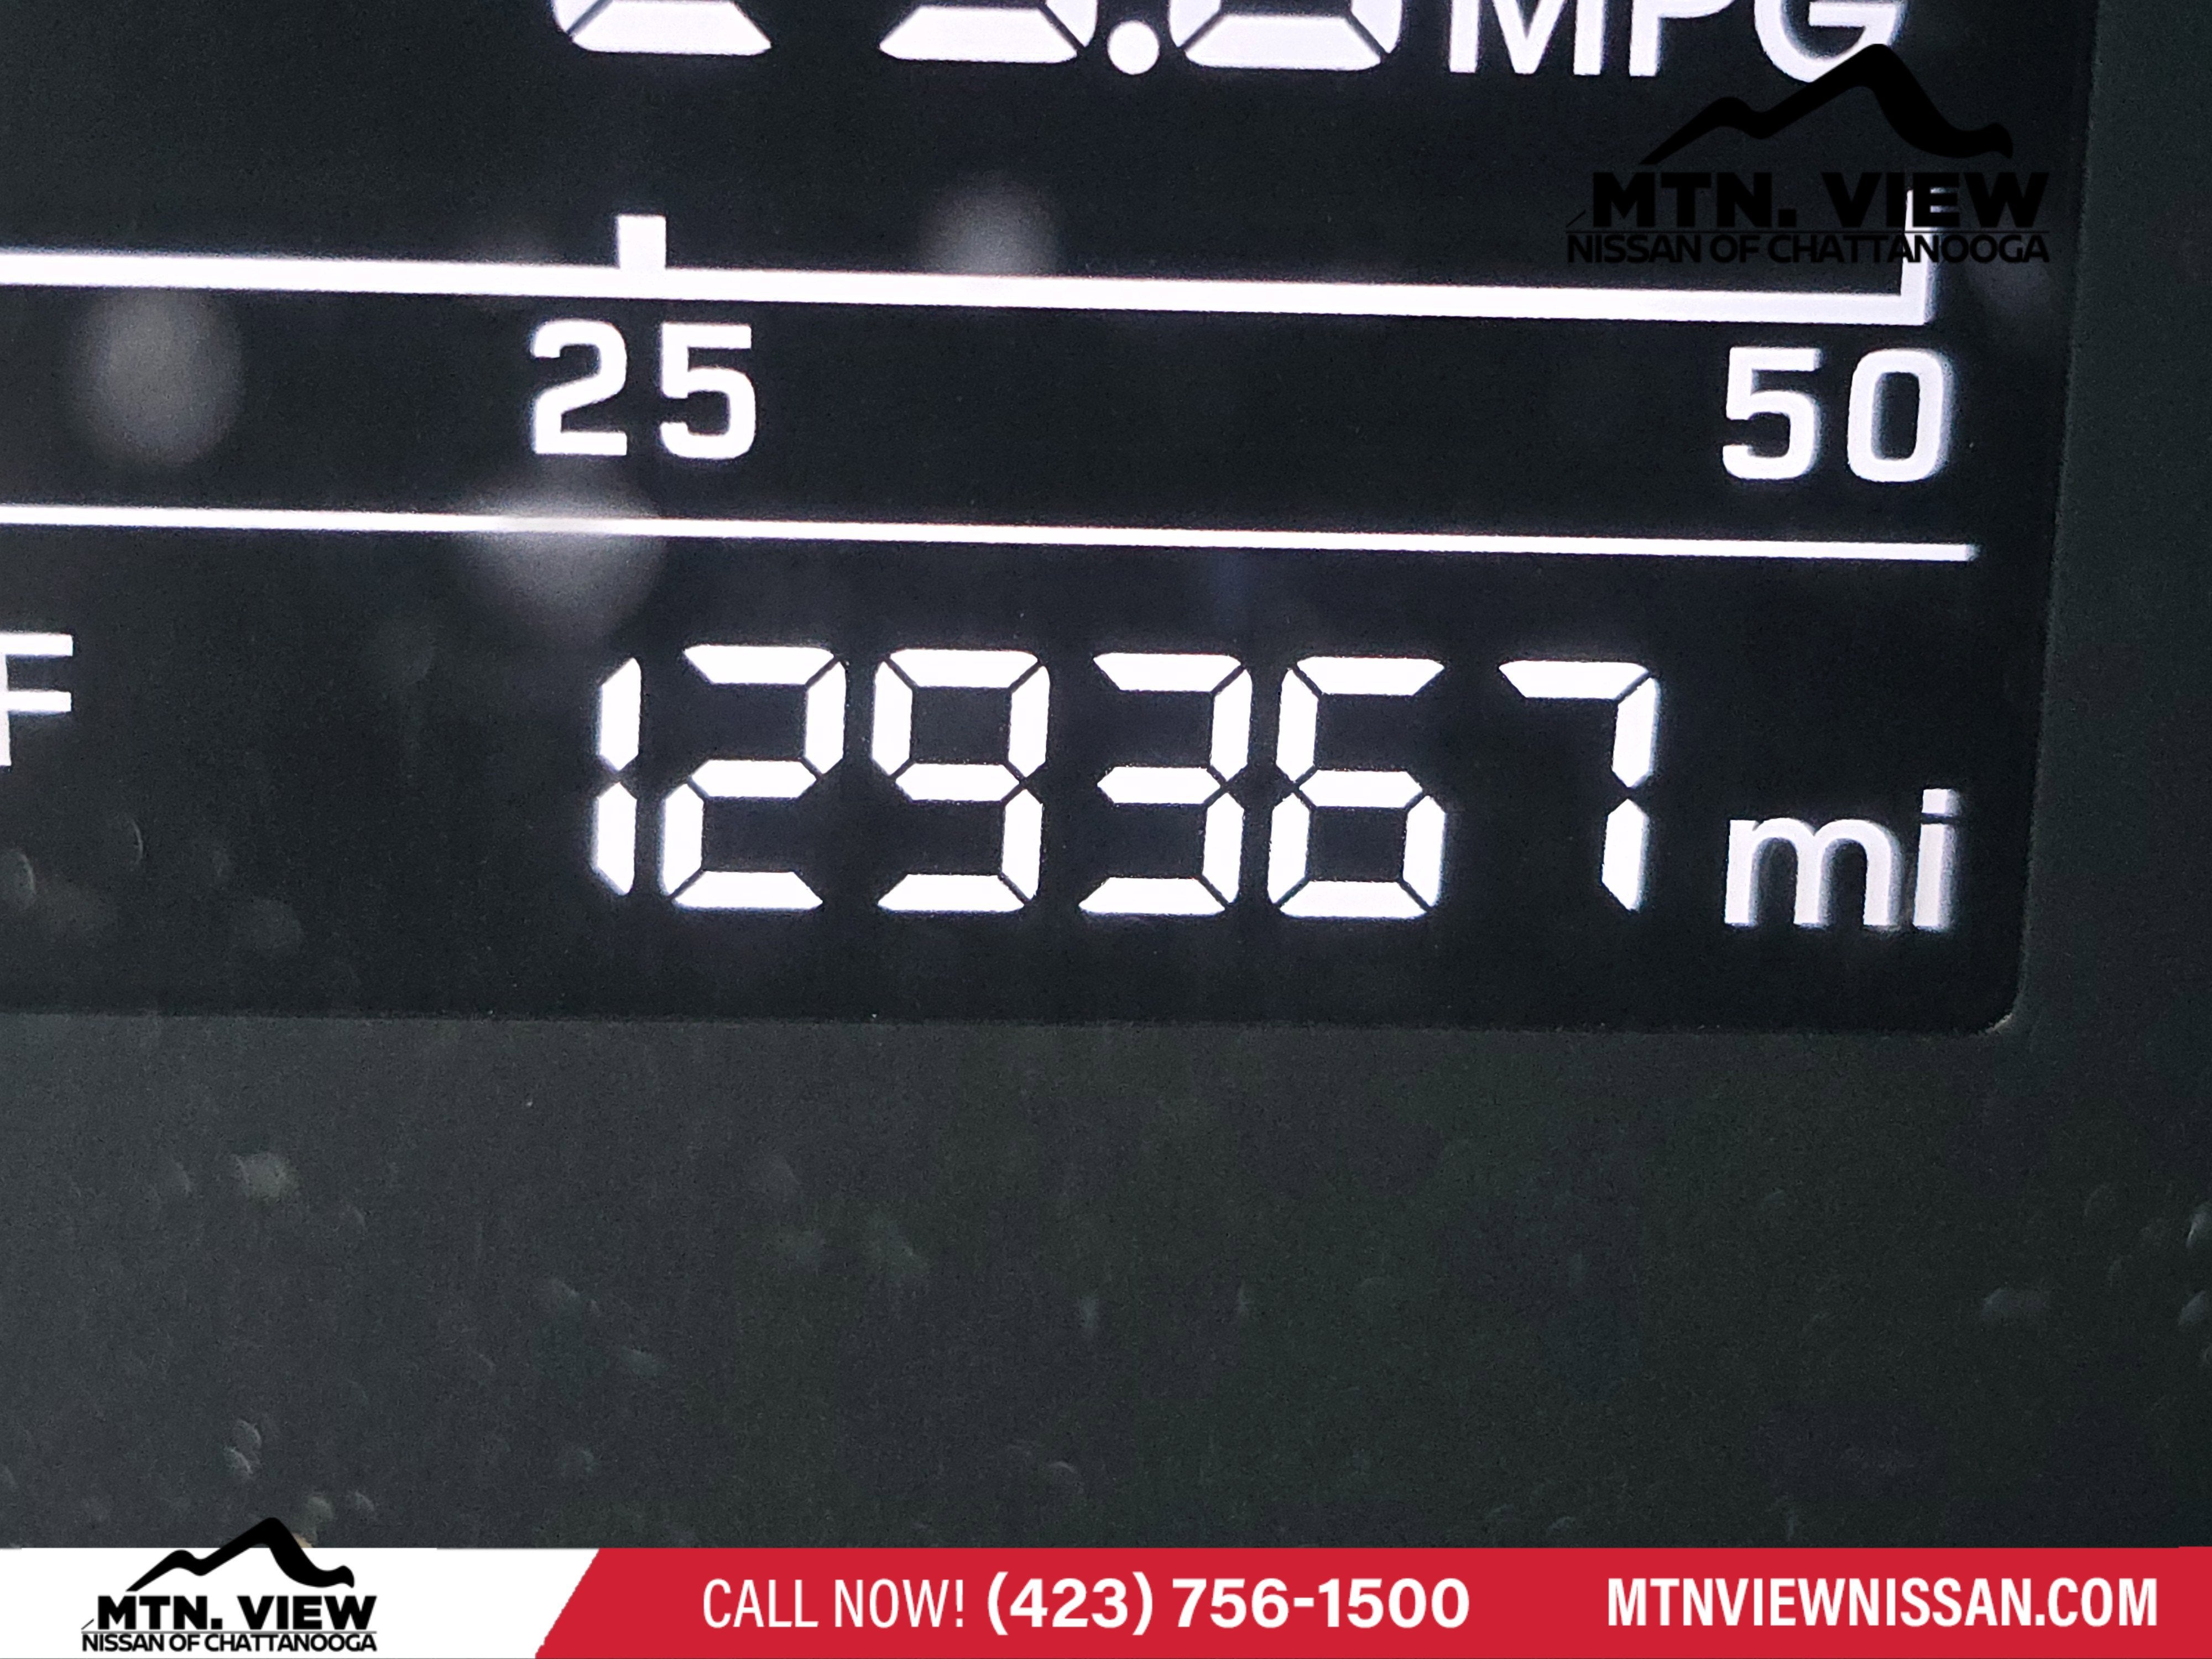 MPG
MTN. VIEW
NISSAN OF CHATTANOOGA
25 50
F
129367 mi
MTN. VIEW
NISSAN OF CHATTANOOGA
CALL NOW! (423) 756-1500
MTNVIEWNISSAN.COM